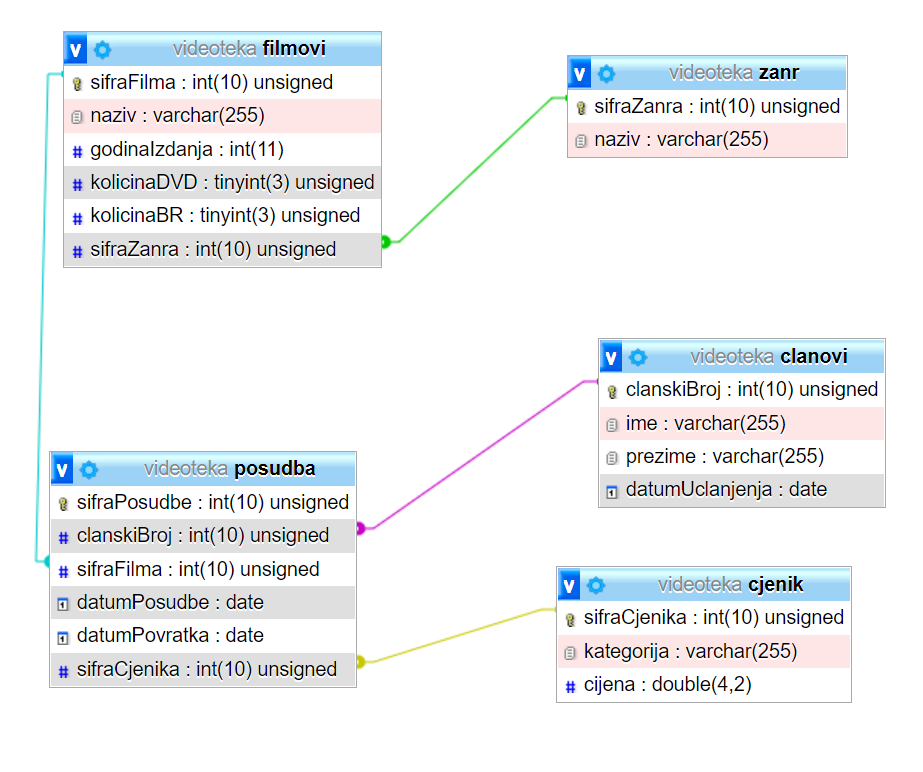 videoteka filmovi
sifraFilma : int(10) unsigned
naziv : varchar(255)
godinaIzdanja : int(11)
kolicinaDVD : tinyint(3) unsigned
kolicinaBR : tinyint(3) unsigned
sifraZanra : int(10) unsigned
videoteka zanr
sifraZanra : int(10) unsigned
naziv : varchar(255)
videoteka clanovi
clanskiBroj : int(10) unsigned
ime : varchar(255)
prezime : varchar(255)
datumUclanjenja : date
videoteka posudba
sifraPosudbe : int(10) unsigned
clanskiBroj : int(10) unsigned
sifraFilma : int(10) unsigned
datumPosudbe : date
datumPovratka : date
sifraCjenika : int(10) unsigned
videoteka cjenik
sifraCjenika : int(10) unsigned
kategorija : varchar(255)
cijena : double(4,2)